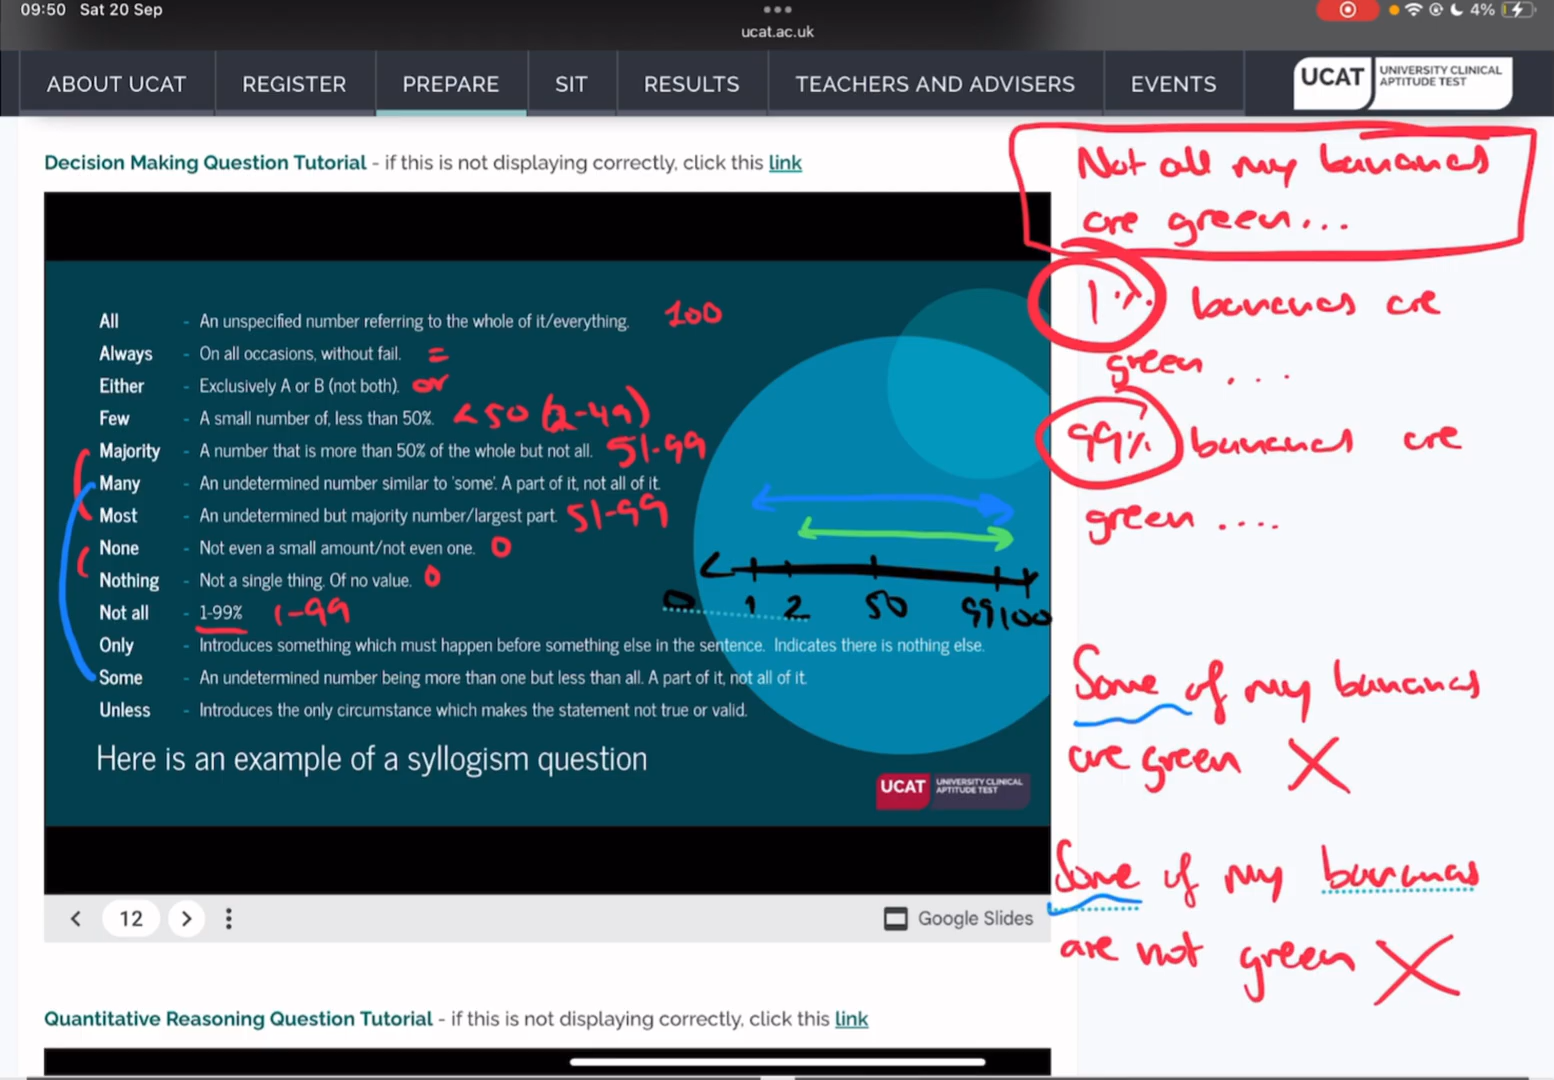 09:50 Sat 20 Sep
4%
ucat.ac.uk
ABOUT UCAT REGISTER PREPARE SIT RESULTS TEACHERS AND ADVISERS EVENTS
UCAT UNIVERSITY CLINICAL
APTITUDE TEST
Decision Making Question Tutorial - if this is not displaying correctly, click this link
All - An unspecified number referring to the whole of it/everything. 100
Always - On all occasions, without fail. =
Either - Exclusively A or B (not both). or
Few - A small number of, less than 50%. <50 (2-49)
Majority - A number that is more than 50% of the whole but not all. 51-99
Many - An undetermined number similar to 'some'. A part of it, not all of it.
Most - An undetermined but majority number/largest part. 51-99
None - Not even a small amount/not even one. 0
Nothing - Not a single thing. Of no value. 0
Not all - 1-99% 1-99
Only - Introduces something which must happen before something else in the sentence. Indicates there is nothing else.
Some - An undetermined number being more than one but less than all. A part of it, not all of it.
Unless - Introduces the only circumstance which makes the statement not true or valid.
0 1 2 50 99 100
Here is an example of a syllogism question
UCAT UNIVERSITY CLINICAL
APTITUDE TEST
12
Google Slides
Not all my bananas
are green...
1% bananas are
green ...
99% bananas are
green ....
Some of my bananas
are green X
Some of my bananas
are not green X
Quantitative Reasoning Question Tutorial - if this is not displaying correctly, click this link